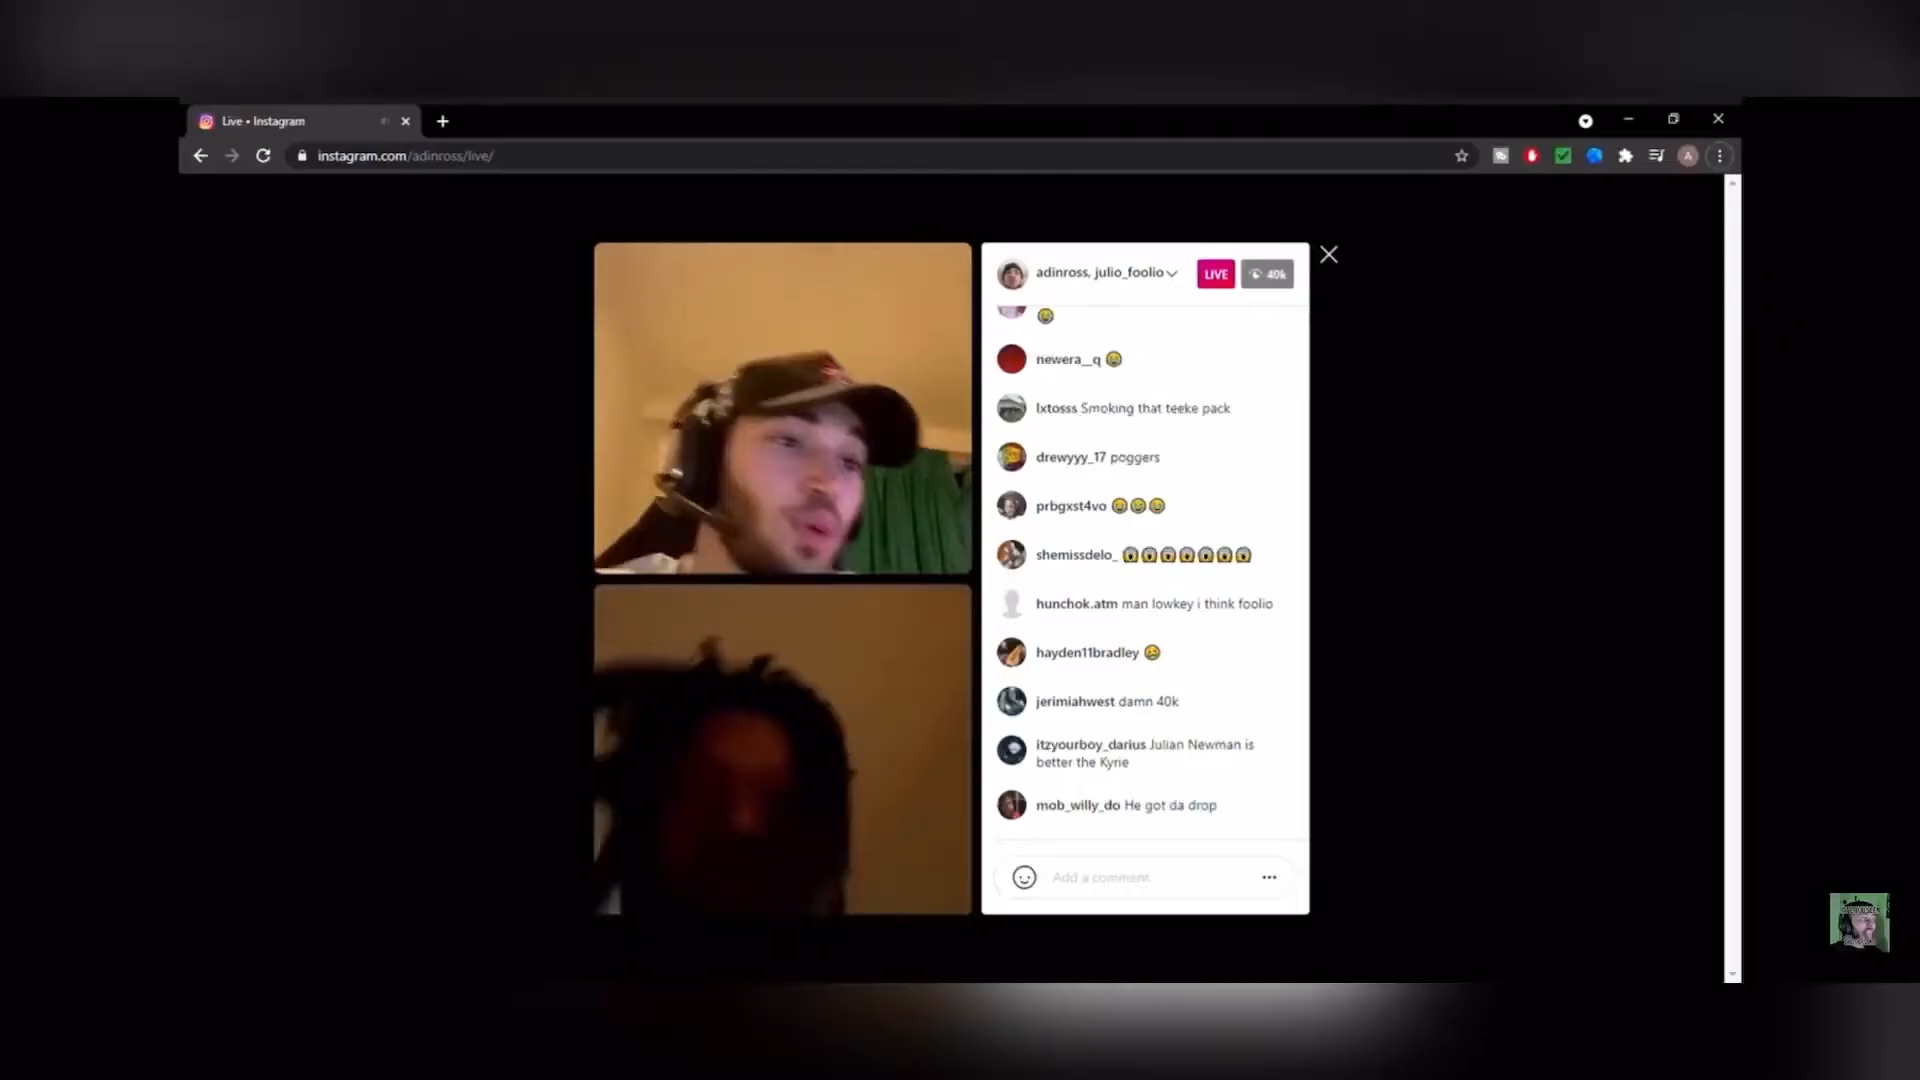 Live • Instagram
instagram.com/adinross/live/
adinross, julio_foolio
LIVE
40k
😭
newera__q 😭
lxtosss Smoking that teeke pack
drewyyy_17 poggers
prbgxst4vo 😭😭😭
shemissdelo_ 😱😱😱😱😱😱😱
hunchok.atm man lowkey i think foolio
hayden11bradley 😢
jerimiahwest damn 40k
itzyourboy_darius Julian Newman is
better the Kyrie
mob_willy_do He got da drop
Add a comment
A